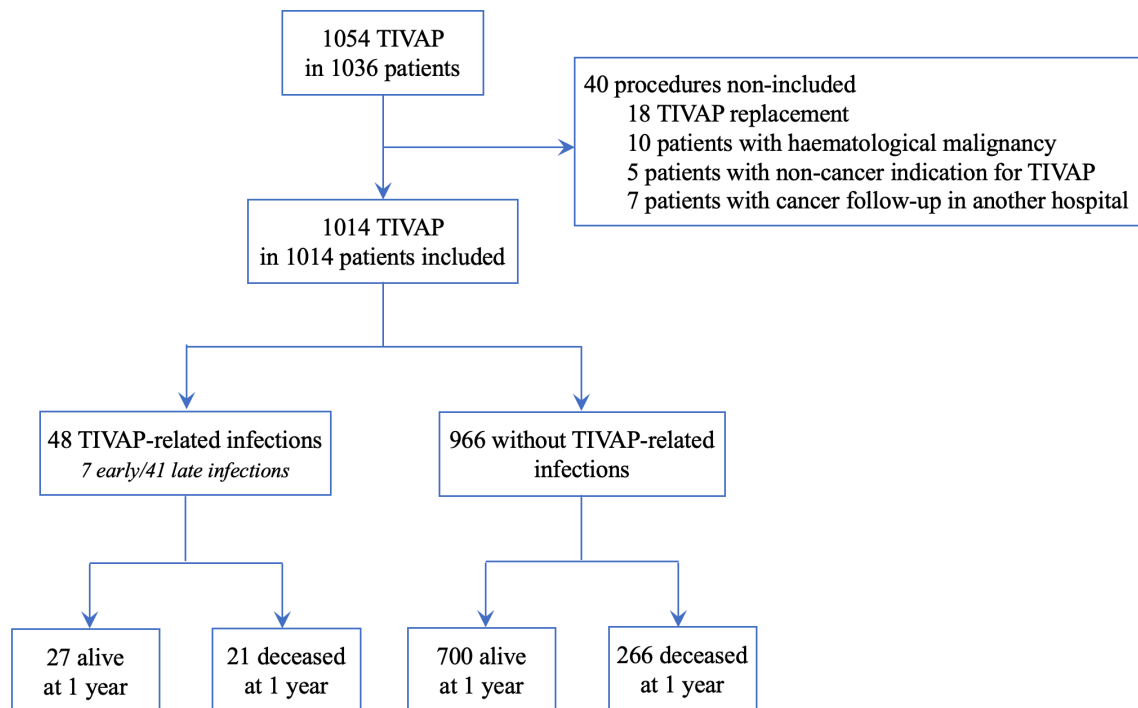 1054 TIVAP
in 1036 patients
40 procedures non-included
18 TIVAP replacement
10 patients with haematological malignancy
5 patients with non-cancer indication for TIVAP
7 patients with cancer follow-up in another hospital
1014 TIVAP
in 1014 patients included
48 TIVAP-related infections
7 early/41 late infections
966 without TIVAP-related
infections
27 alive
at 1 year
21 deceased
at 1 year
700 alive
at 1 year
266 deceased
at 1 year